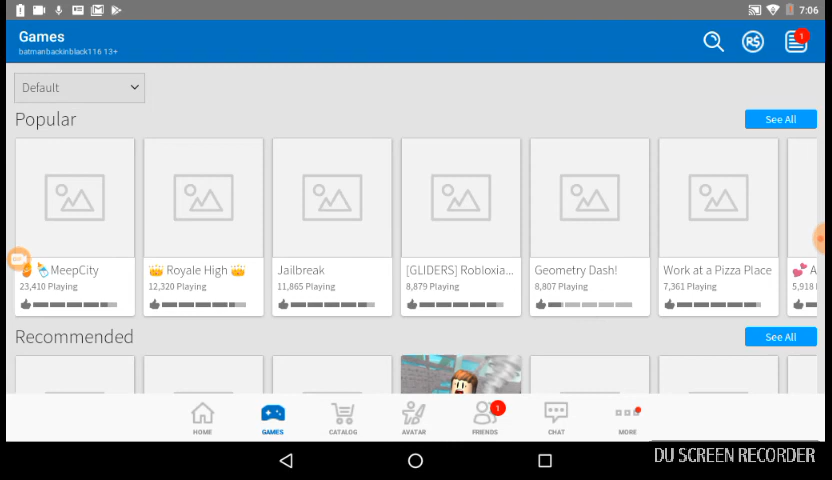 7:06
Games
batmanbackinblack116 13+
R$
1
Default
Popular
See All
MeepCity
23,410 Playing
Royale High
12,320 Playing
Jailbreak
11,865 Playing
[GLIDERS] Robloxia...
8,879 Playing
Geometry Dash!
8,807 Playing
Work at a Pizza Place
7,361 Playing
A
5,918
Recommended
See All
HOME
GAMES
CATALOG
AVATAR
1
FRIENDS
CHAT
MORE
DU SCREEN RECORDER